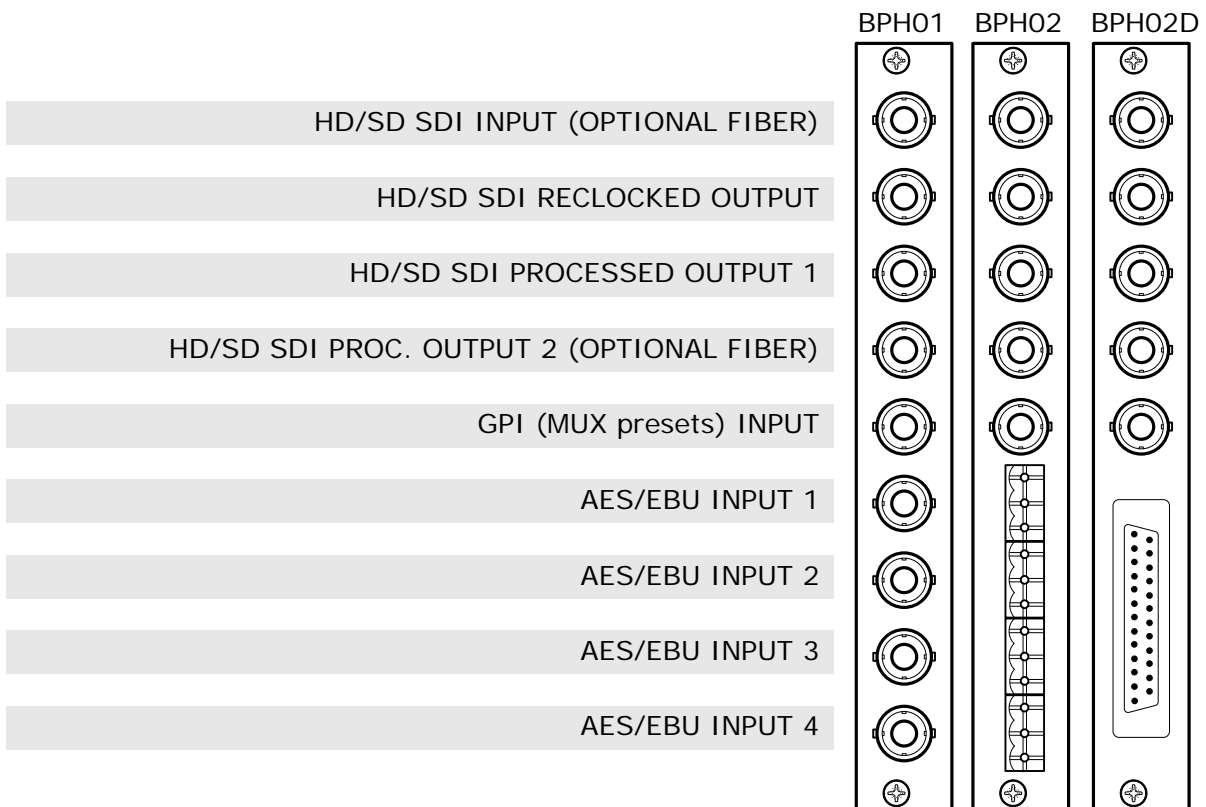 BPH01 BPH02 BPH02D
HD/SD SDI INPUT (OPTIONAL FIBER)
HD/SD SDI RECLOCKED OUTPUT
HD/SD SDI PROCESSED OUTPUT 1
HD/SD SDI PROC. OUTPUT 2 (OPTIONAL FIBER)
GPI (MUX presets) INPUT
AES/EBU INPUT 1
AES/EBU INPUT 2
AES/EBU INPUT 3
AES/EBU INPUT 4